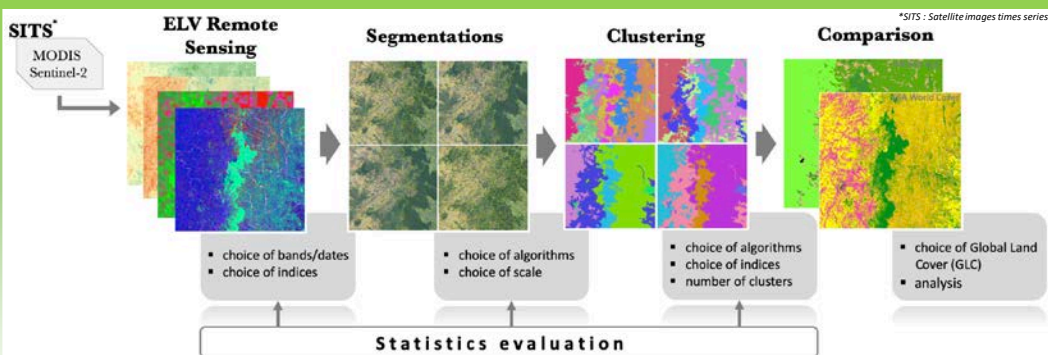 *SITS : Satellite images times series
SITS*
MODIS
Sentinel-2
ELV Remote
Sensing
Segmentations
Clustering
Comparison
World Cover
▪ choice of bands/dates
▪ choice of indices
▪ choice of algorithms
▪ choice of scale
▪ choice of algorithms
▪ choice of indices
▪ number of clusters
▪ choice of Global Land
Cover (GLC)
▪ analysis
Statistics evaluation